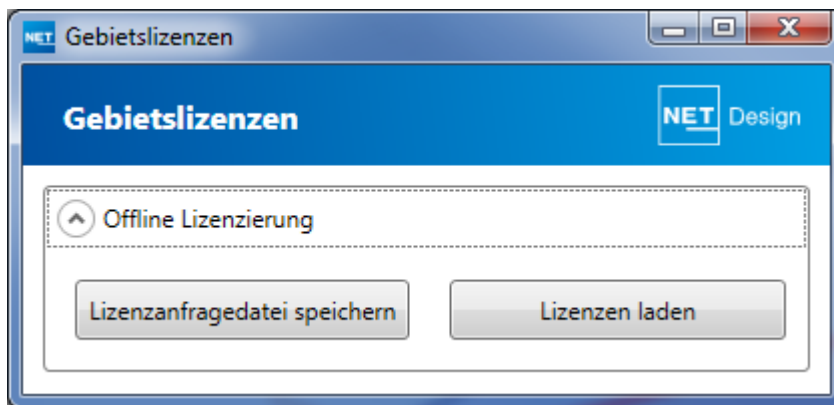 NET Gebietslizenzen
Gebietslizenzen
NET Design
Offline Lizenzierung
Lizenzanfragedatei speichern
Lizenzen laden